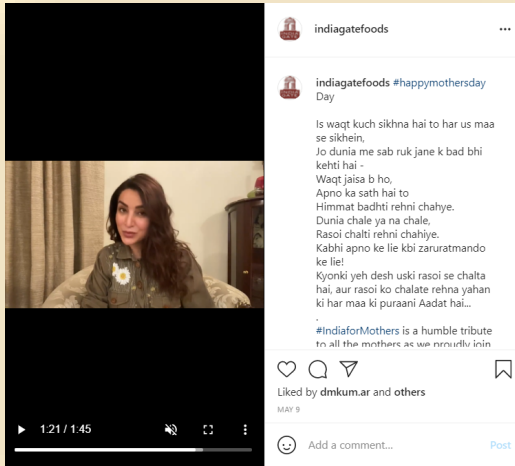 indiagatefoods
indiagatefoods #happymothersday
Day
Is waqt kuch sikhna hai to har us maa
se sikhein,
Jo dunia me sab ruk jane k bad bhi
kehti hai -
Waqt jaisa b ho,
Apno ka sath hai to
Himmat badhti rehni chahye.
Dunia chale ya na chale,
Rasoi chalti rehni chahiye.
Kabhi apno ke lie kbi zaruratmando
ke lie!
Kyonki yeh desh uski rasoi se chalta
hai, aur rasoi ko chalate rehna yahan
ki har maa ki puraani Aadat hai...
.
#IndiaforMothers is a humble tribute
to all the mothers as we proudly join
Liked by dmkum.ar and others
MAY 9
1:21 / 1:45
Add a comment...
Post